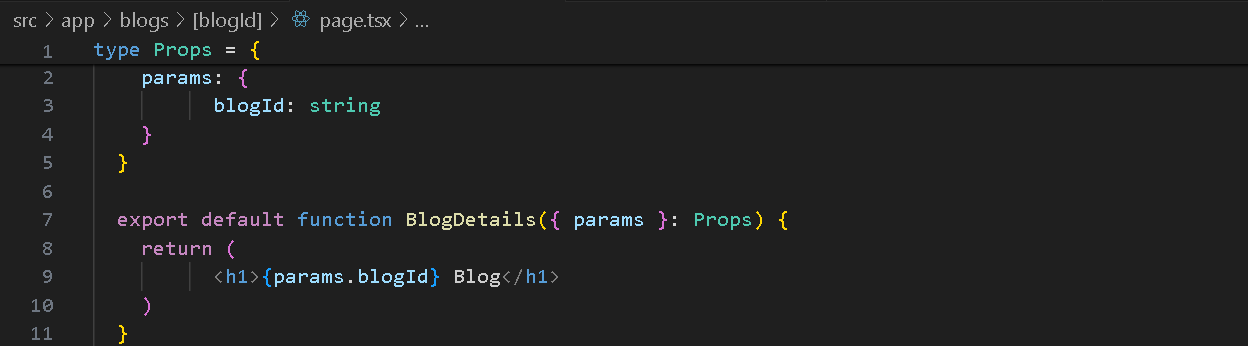 src > app > blogs > [blogId] > page.tsx > ...
1 type Props = {
2 params: {
3 blogId: string
4 }
5 }
6
7 export default function BlogDetails({ params }: Props) {
8 return (
9 <h1>{params.blogId} Blog</h1>
10 )
11 }